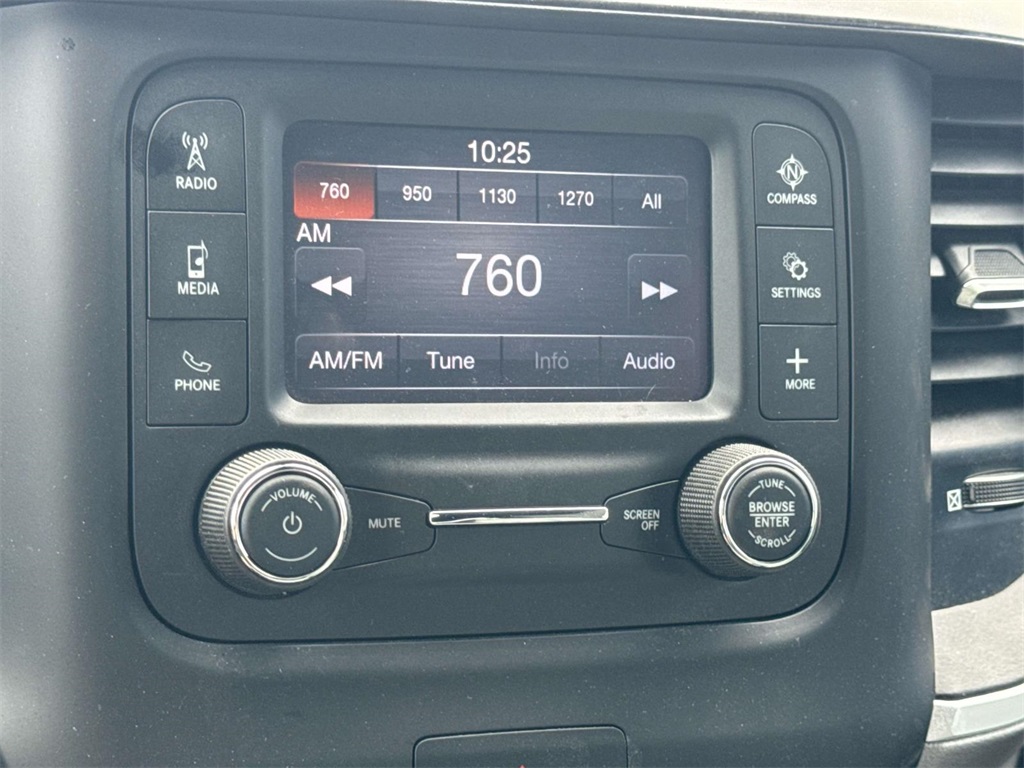 10:25
760 950 1130 1270 All
AM
760
AM/FM Tune Info Audio
RADIO
MEDIA
PHONE
N
COMPASS
SETTINGS
MORE
VOLUME
MUTE
SCREEN
OFF
TUNE
BROWSE
ENTER
SCROLL